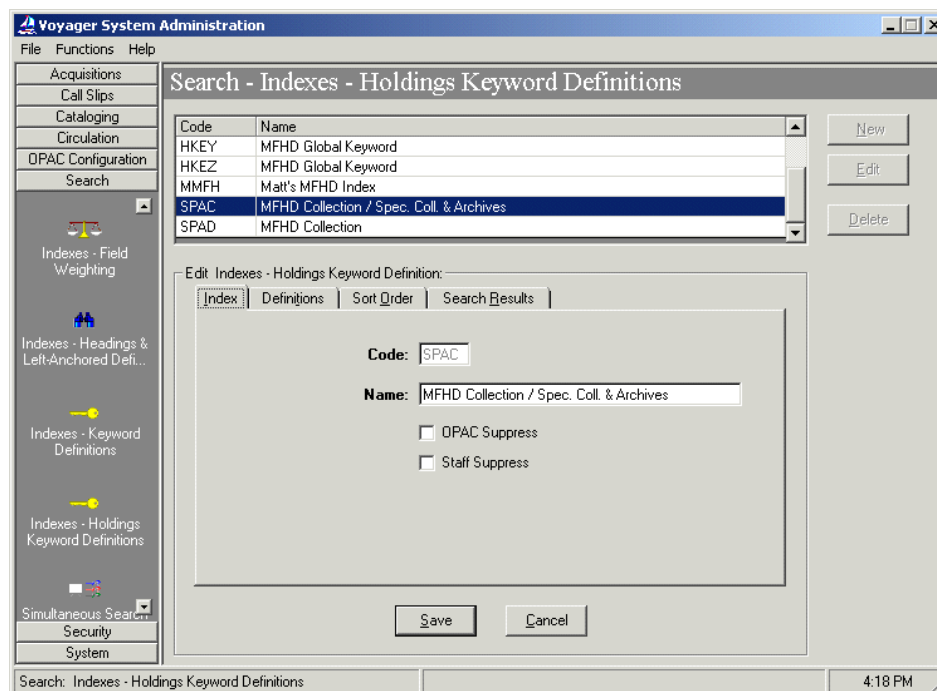 Voyager System Administration
File Functions Help
Acquisitions
Call Slips
Cataloging
Circulation
OPAC Configuration
Search
Indexes - Field
Weighting
Indexes - Headings &
Left-Anchored Defi...
Indexes - Keyword
Definitions
Indexes - Holdings
Keyword Definitions
Simultaneous Search
Security
System
Search - Indexes - Holdings Keyword Definitions
Code Name
HKEY MFHD Global Keyword
HKEZ MFHD Global Keyword
MMFH Matt's MFHD Index
SPAC MFHD Collection / Spec. Coll. & Archives
SPAD MFHD Collection
New
Edit
Delete
Edit Indexes - Holdings Keyword Definition:
Index Definitions Sort Order Search Results
Code: SPAC
Name: MFHD Collection / Spec. Coll. & Archives
OPAC Suppress
Staff Suppress
Save Cancel
Search: Indexes - Holdings Keyword Definitions
4:18 PM